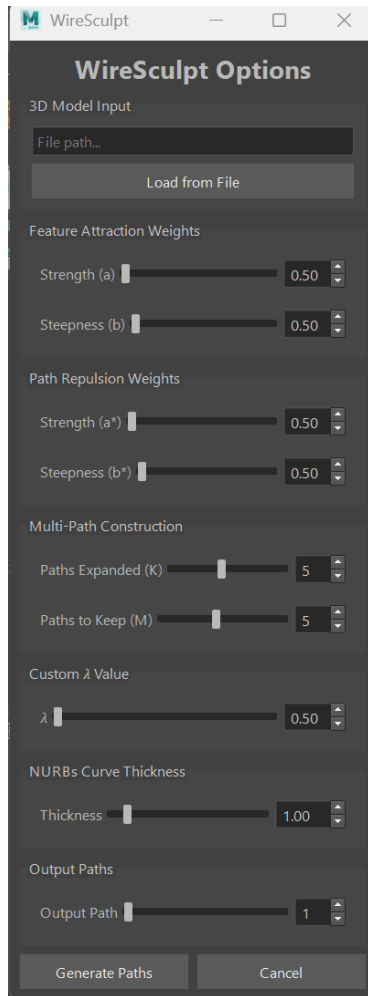 WireSculpt
WireSculpt Options
3D Model Input
File path...
Load from File
Feature Attraction Weights
Strength (a) 0.50
Steepness (b) 0.50
Path Repulsion Weights
Strength (a*) 0.50
Steepness (b*) 0.50
Multi-Path Construction
Paths Expanded (K) 5
Paths to Keep (M) 5
Custom λ Value
λ 0.50
NURBs Curve Thickness
Thickness 1.00
Output Paths
Output Path 1
Generate Paths Cancel